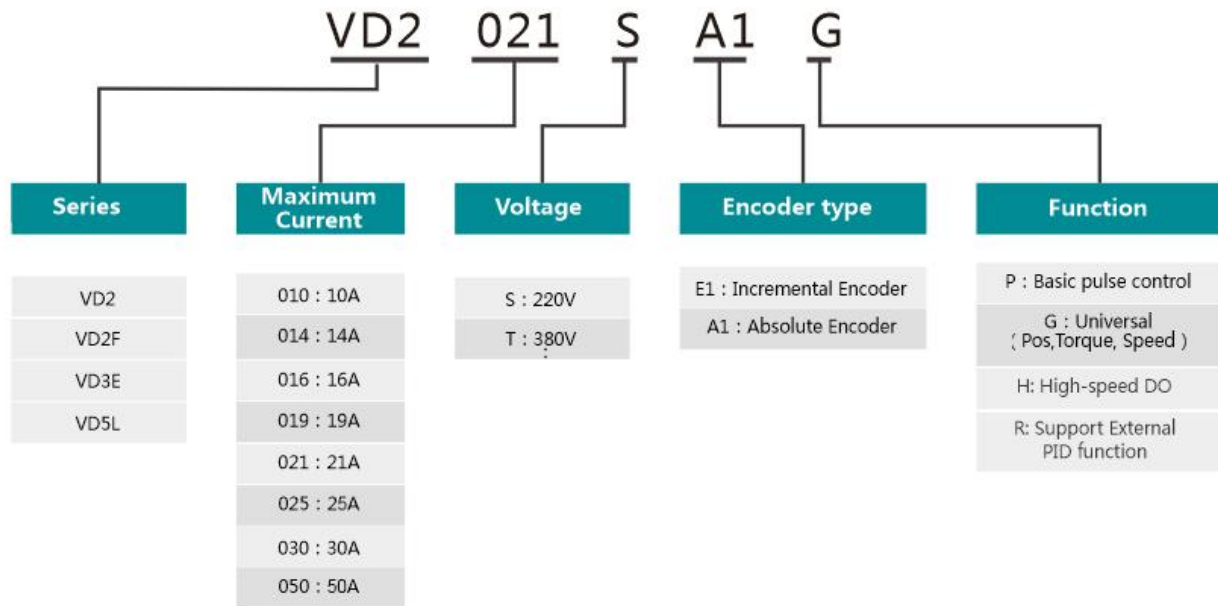 VD2 021 S A1 G
Series
VD2
VD2F
VD3E
VD5L
Maximum
Current
010 : 10A
014 : 14A
016 : 16A
019 : 19A
021 : 21A
025 : 25A
030 : 30A
050 : 50A
Voltage
S : 220V
T : 380V
:
Encoder type
E1 : Incremental Encoder
A1 : Absolute Encoder
Function
P : Basic pulse control
G : Universal
( Pos,Torque, Speed )
H: High-speed DO
R: Support External
PID function